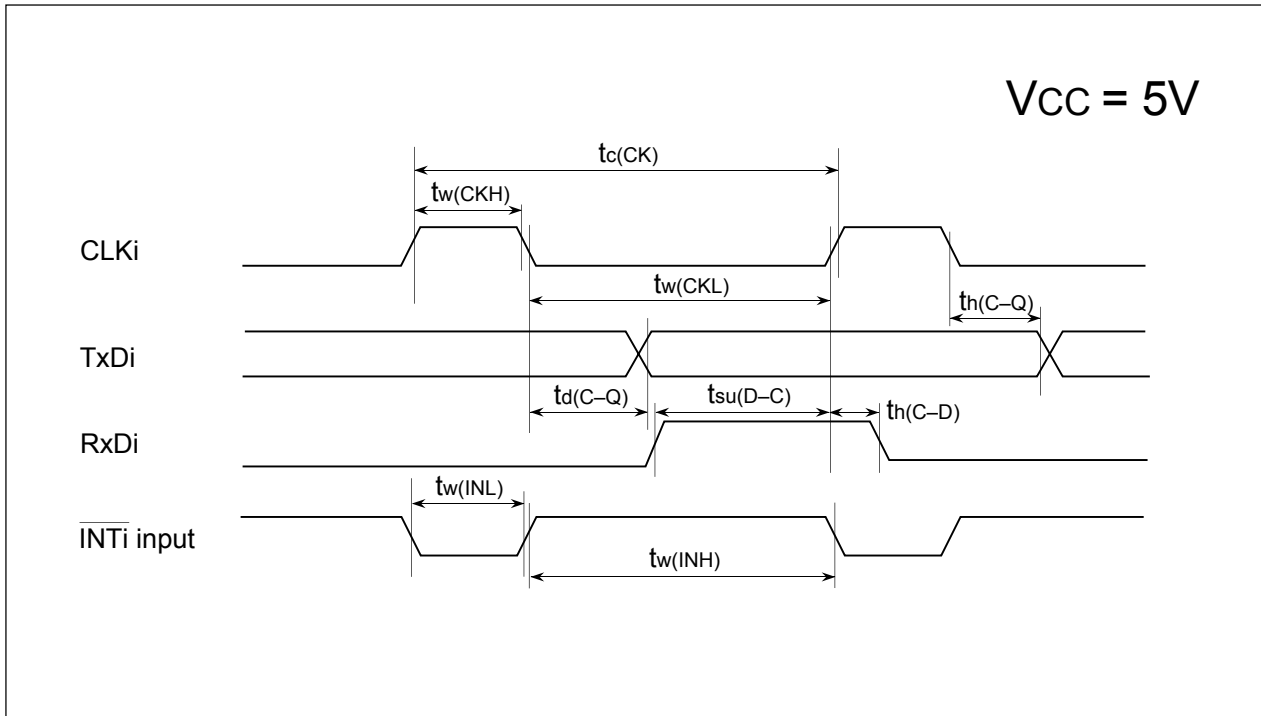 VCC = 5V
tc(CK)
tw(CKH)
CLKi
tw(CKL)
th(C–Q)
TxDi
td(C–Q)
tsu(D–C)
th(C–D)
RxDi
tw(INL)
INTi input
tw(INH)